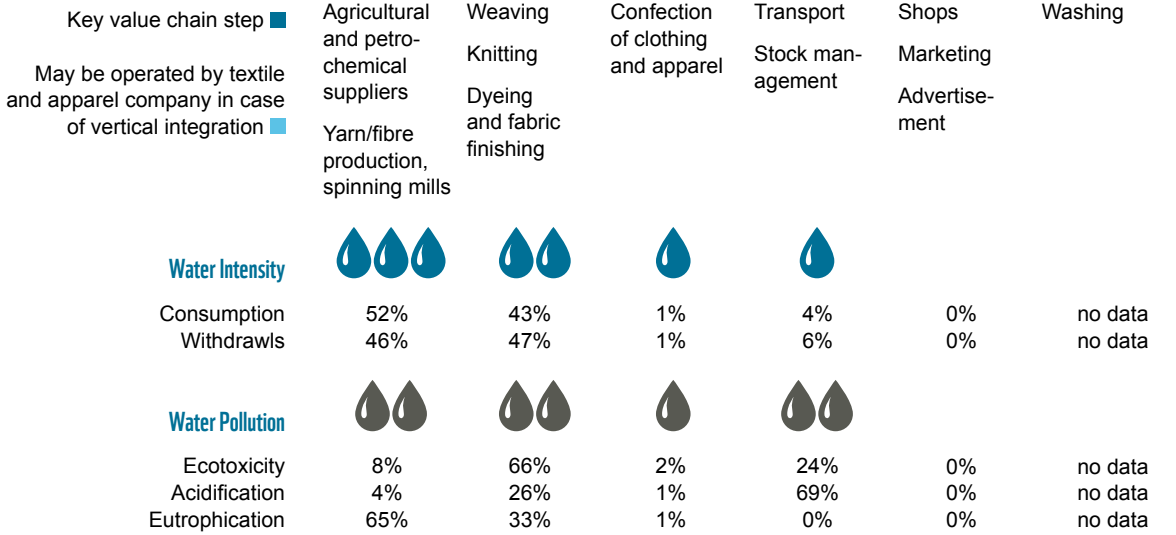 Key value chain step
May be operated by textile
and apparel company in case
of vertical integration
Agricultural
and petro-
chemical
suppliers
Yarn/fibre
production,
spinning mills
Weaving
Knitting
Dyeing
and fabric
finishing
Confection
of clothing
and apparel
Transport
Stock man-
agement
Shops
Marketing
Advertise-
ment
Washing
Water Intensity
Consumption 52% 43% 1% 4% 0% no data
Withdrawls 46% 47% 1% 6% 0% no data
Water Pollution
Ecotoxicity 8% 66% 2% 24% 0% no data
Acidification 4% 26% 1% 69% 0% no data
Eutrophication 65% 33% 1% 0% 0% no data